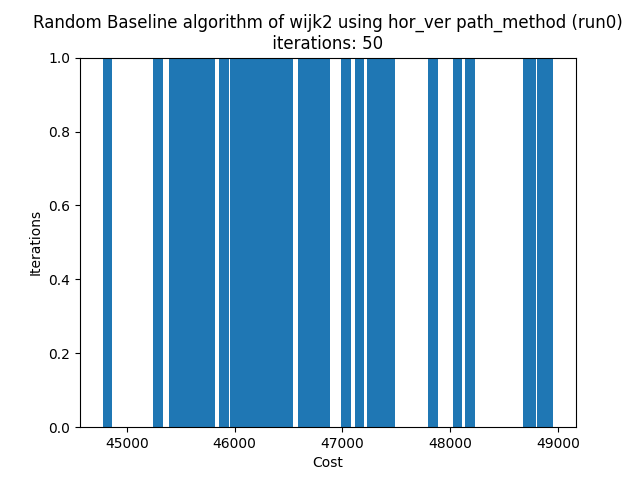 Random Baseline algorithm of wijk2 using hor_ver path_method (run0)
iterations: 50
1.0
0.8
0.6
0.4
0.2
0.0
Iterations
45000 46000 47000 48000 49000
Cost